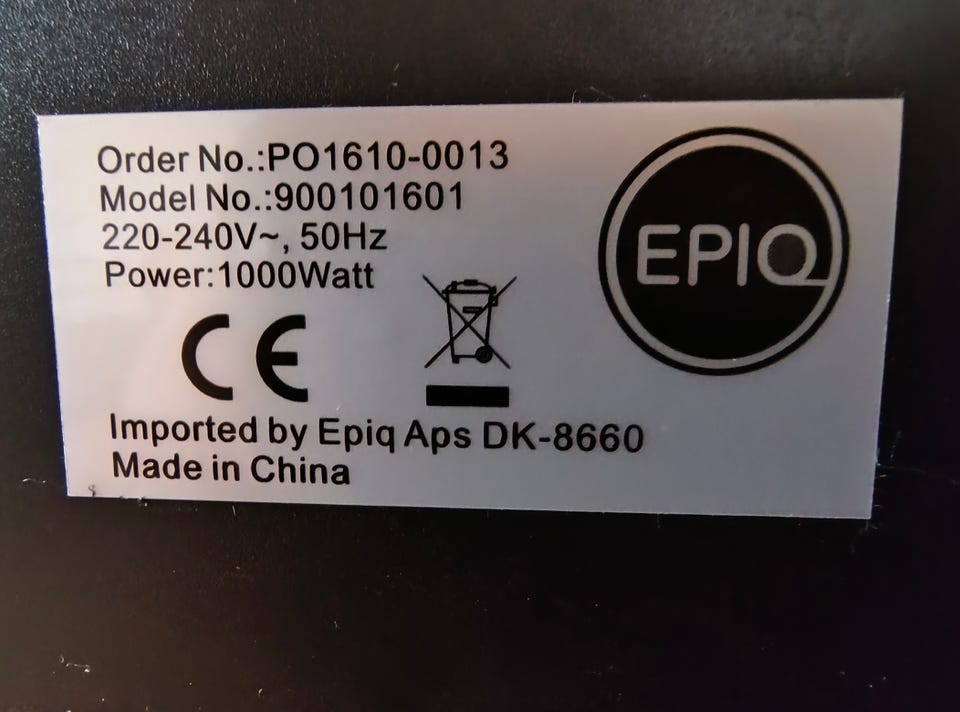 Order No.:PO1610-0013
Model No.:900101601
220-240V~, 50Hz
Power:1000Watt
EPIQ
CE
Imported by Epiq Aps DK-8660
Made in China